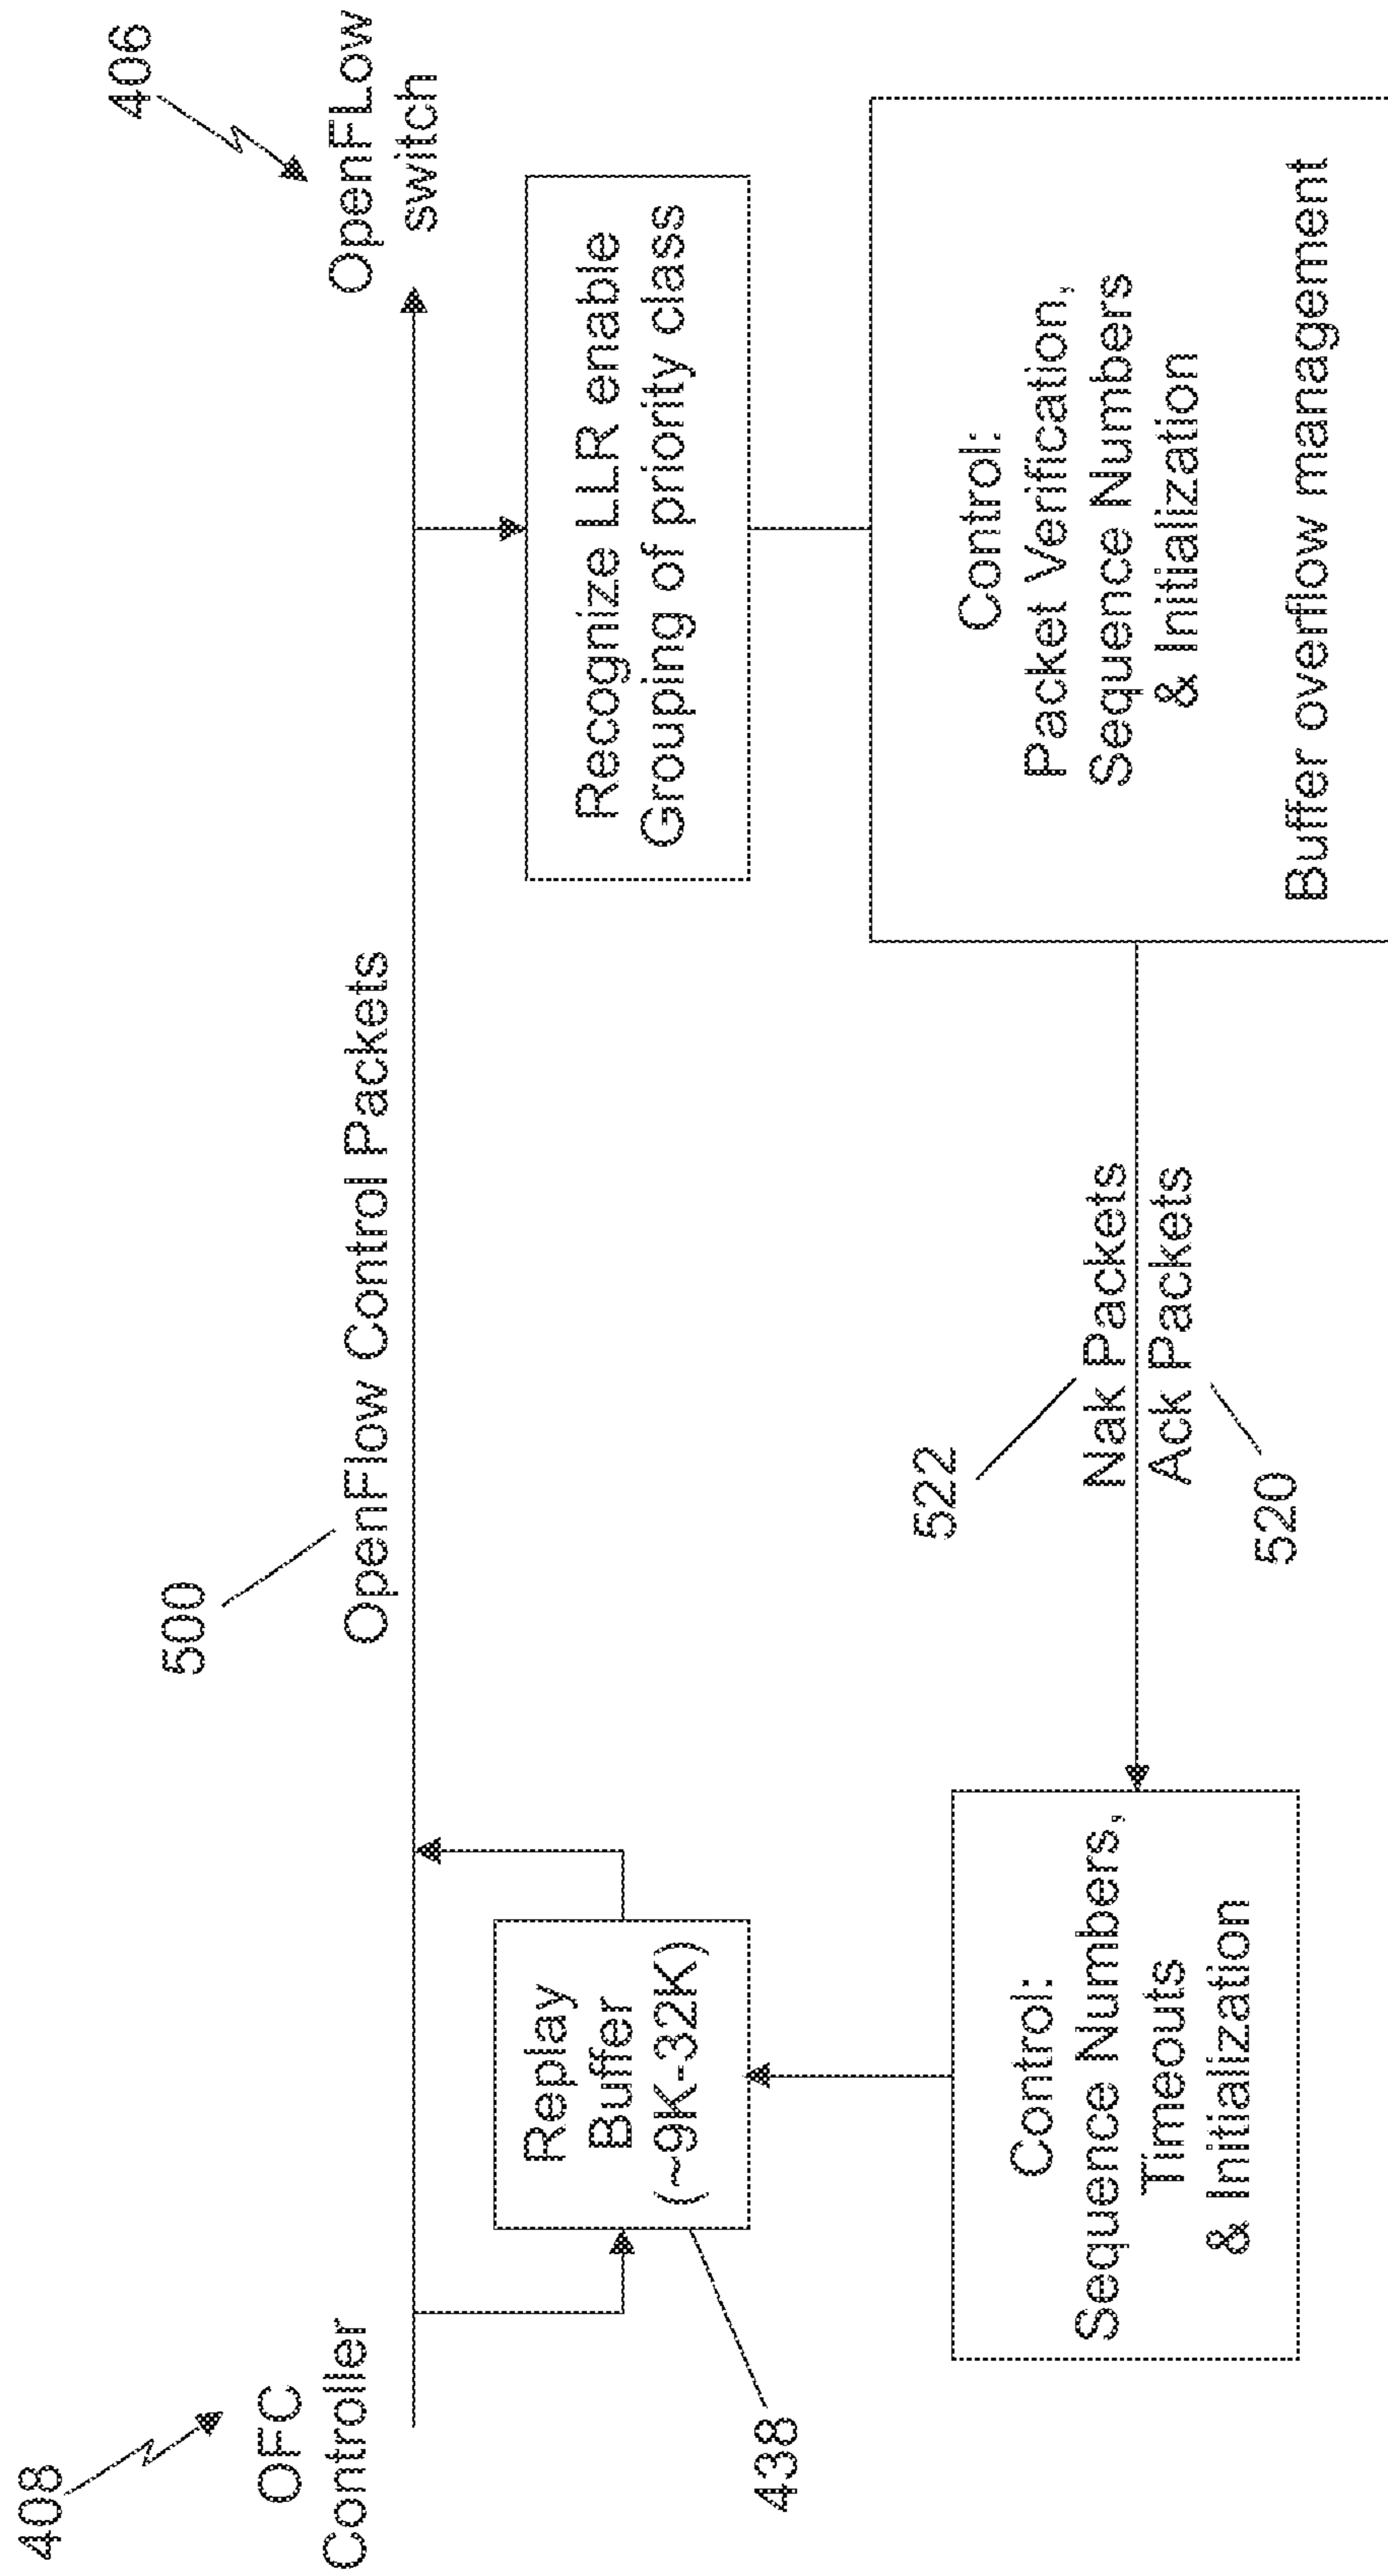 408
OFC
Controller
500
OpenFlow Control Packets
406
OpenFLow
switch
Replay
Buffer
(~9K-32K)
438
Recognize LLR enable
Grouping of priority class
Control:
Sequence Numbers,
Timeouts
& Initialization
522
Nak Packets
Ack Packets
520
Control:
Packet Verification,
Sequence Numbers
& Initialization
Buffer overflow management